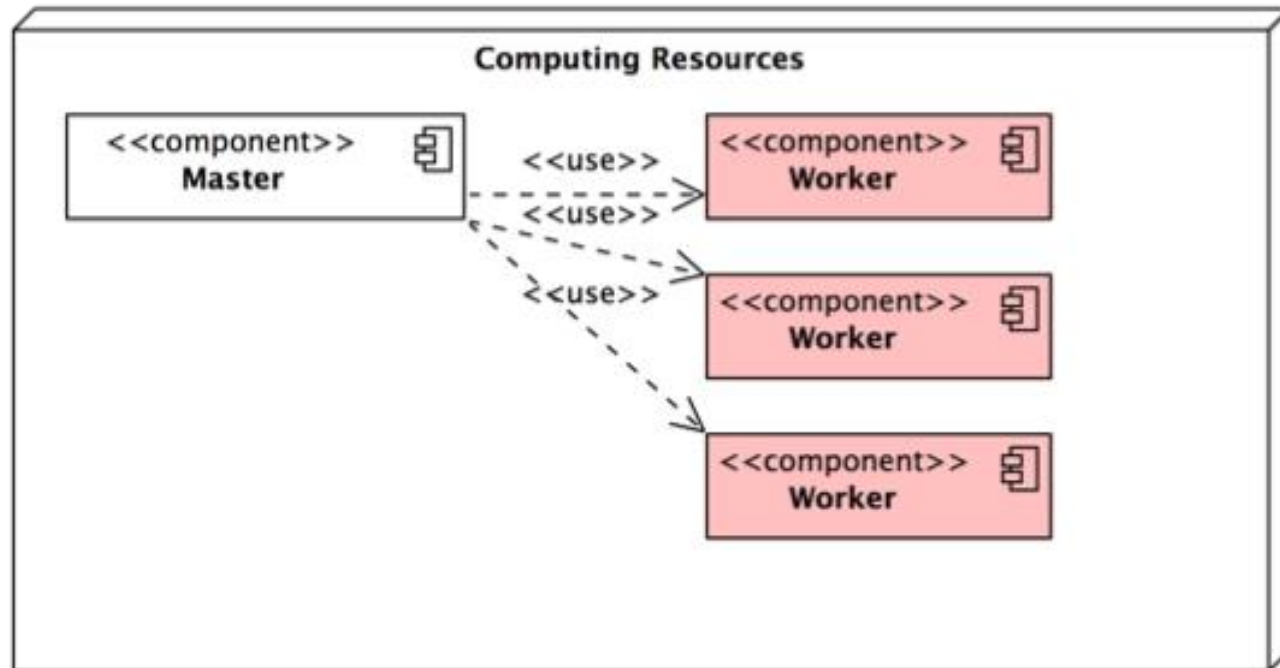 Computing Resources
<<component>>
Master
<<use>>
<<component>>
Worker
<<use>>
<<use>>
<<component>>
Worker
<<component>>
Worker